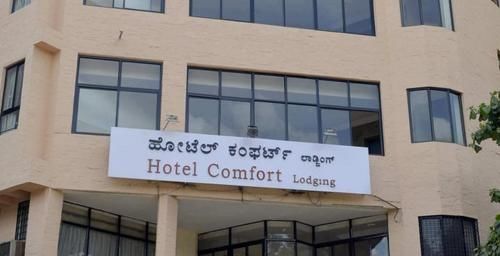 ಹೋಟೆಲ್ ಕಂಫರ್ಟ್ ಲಾಡ್ಜಿಂಗ್
Hotel Comfort Lodging